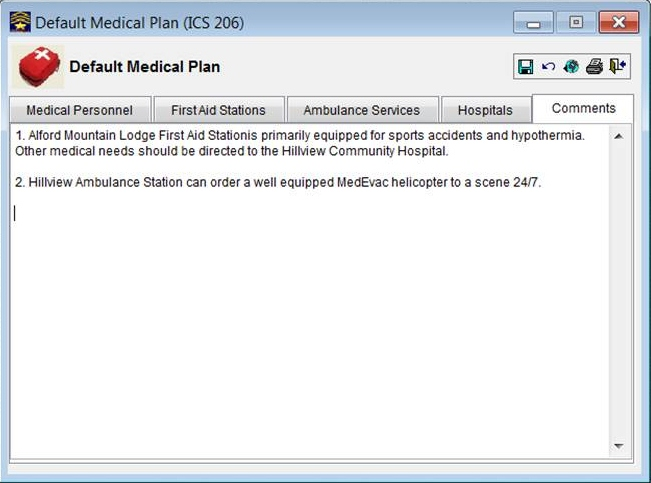 Default Medical Plan (ICS 206)
Default Medical Plan
Medical Personnel
First Aid Stations
Ambulance Services
Hospitals
Comments
1. Alford Mountain Lodge First Aid Stationis primarily equipped for sports accidents and hypothermia.
Other medical needs should be directed to the Hillview Community Hospital.
2. Hillview Ambulance Station can order a well equipped MedEvac helicopter to a scene 24/7.